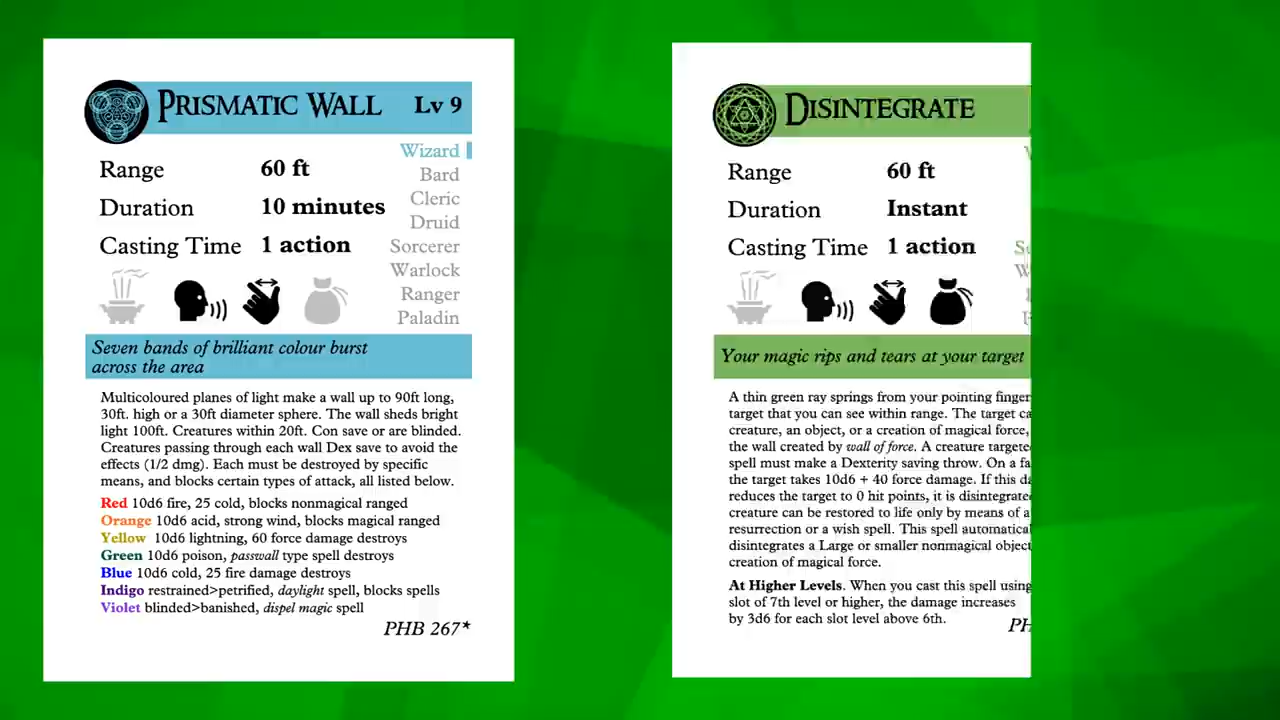 PRISMATIC WALL Lv 9
Wizard
Bard
Cleric
Druid
Sorcerer
Warlock
Ranger
Paladin
Range 60 ft
Duration 10 minutes
Casting Time 1 action
Seven bands of brilliant colour burst
across the area
Multicoloured planes of light make a wall up to 90ft long,
30ft. high or a 30ft diameter sphere. The wall sheds bright
light 100ft. Creatures within 20ft. Con save or are blinded.
Creatures passing through each wall Dex save to avoid the
effects (1/2 dmg). Each must be destroyed by specific
means, and blocks certain types of attack, all listed below.
Red 10d6 fire, 25 cold, blocks nonmagical ranged
Orange 10d6 acid, strong wind, blocks magical ranged
Yellow 10d6 lightning, 60 force damage destroys
Green 10d6 poison, passwall type spell destroys
Blue 10d6 cold, 25 fire damage destroys
Indigo restrained>petrified, daylight spell, blocks spells
Violet blinded>banished, dispel magic spell
PHB 267*
DISINTEGRATE
Range 60 ft
Duration Instant
Casting Time 1 action
Your magic rips and tears at your target
A thin green ray springs from your pointing finger
target that you can see within range. The target ca
creature, an object, or a creation of magical force,
the wall created by wall of force. A creature targete
spell must make a Dexterity saving throw. On a fa
the target takes 10d6 + 40 force damage. If this da
reduces the target to 0 hit points, it is disintegrate
creature can be restored to life only by means of a
resurrection or a wish spell. This spell automatical
disintegrates a Large or smaller nonmagical object
creation of magical force.
At Higher Levels. When you cast this spell using
slot of 7th level or higher, the damage increases
by 3d6 for each slot level above 6th.
PH